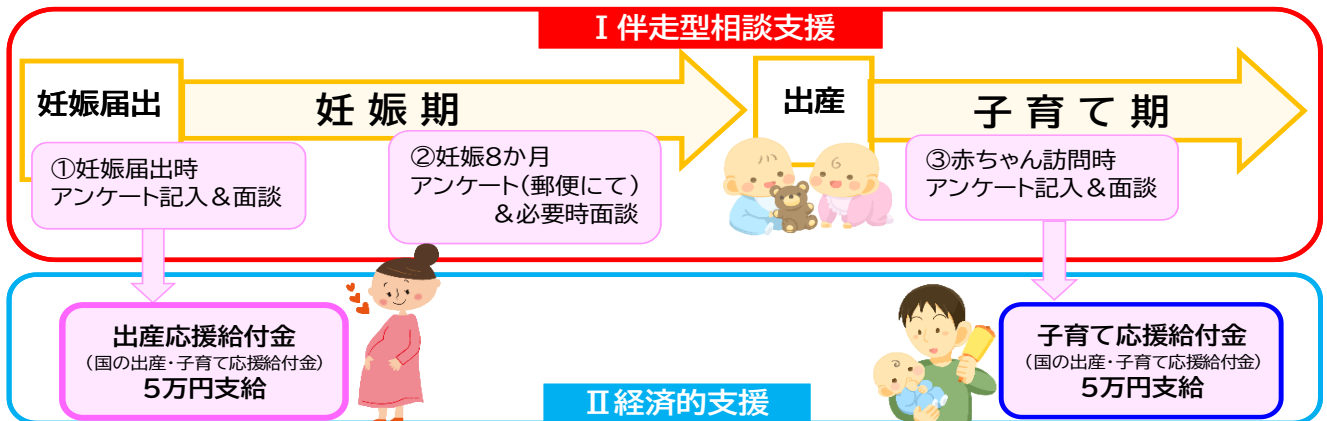 Ⅰ伴走型相談支援
妊娠届出
妊娠期
出産
子育て期
①妊娠届出時
アンケート記入&面談
②妊娠8か月
アンケート(郵便にて)
&必要時面談
③赤ちゃん訪問時
アンケート記入&面談
出産応援給付金
(国の出産・子育て応援給付金)
5万円支給
子育て応援給付金
(国の出産・子育て応援給付金)
5万円支給
Ⅱ経済的支援